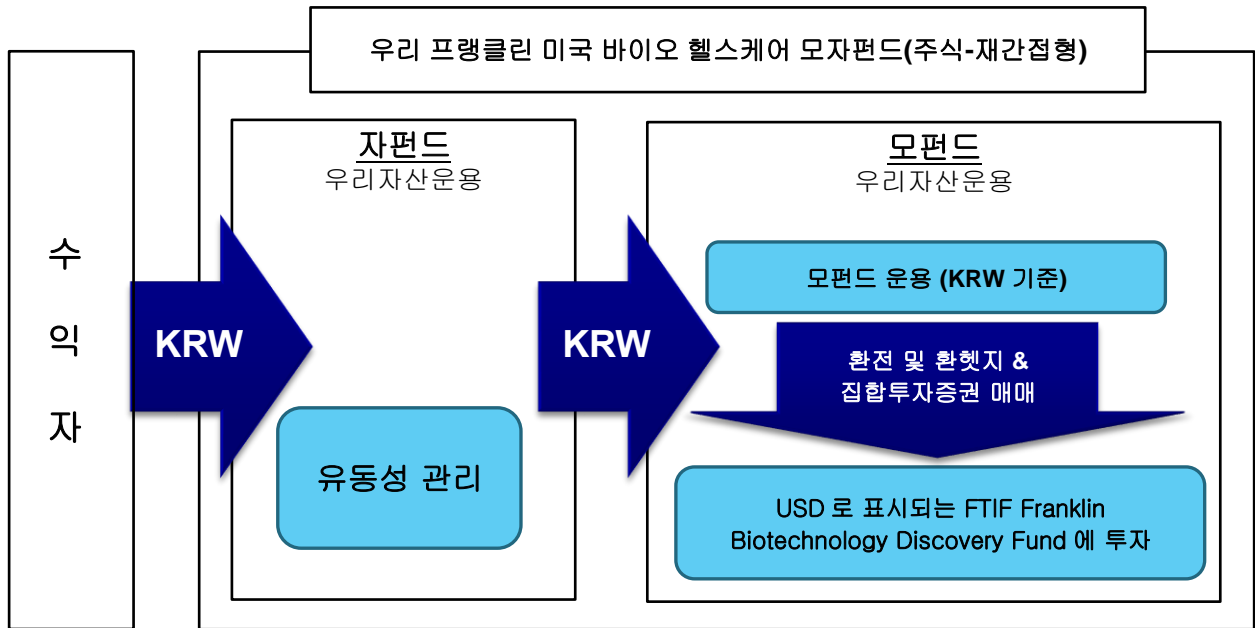 우리 프랭클린 미국 바이오 헬스케어 모자펀드(주식-재간접형)
수
익
자
KRW
자펀드
우리자산운용
유동성 관리
KRW
모펀드
우리자산운용
모펀드 운용 (KRW 기준)
환전 및 환헷지 &
집합투자증권 매매
USD 로 표시되는 FTIF Franklin
Biotechnology Discovery Fund 에 투자